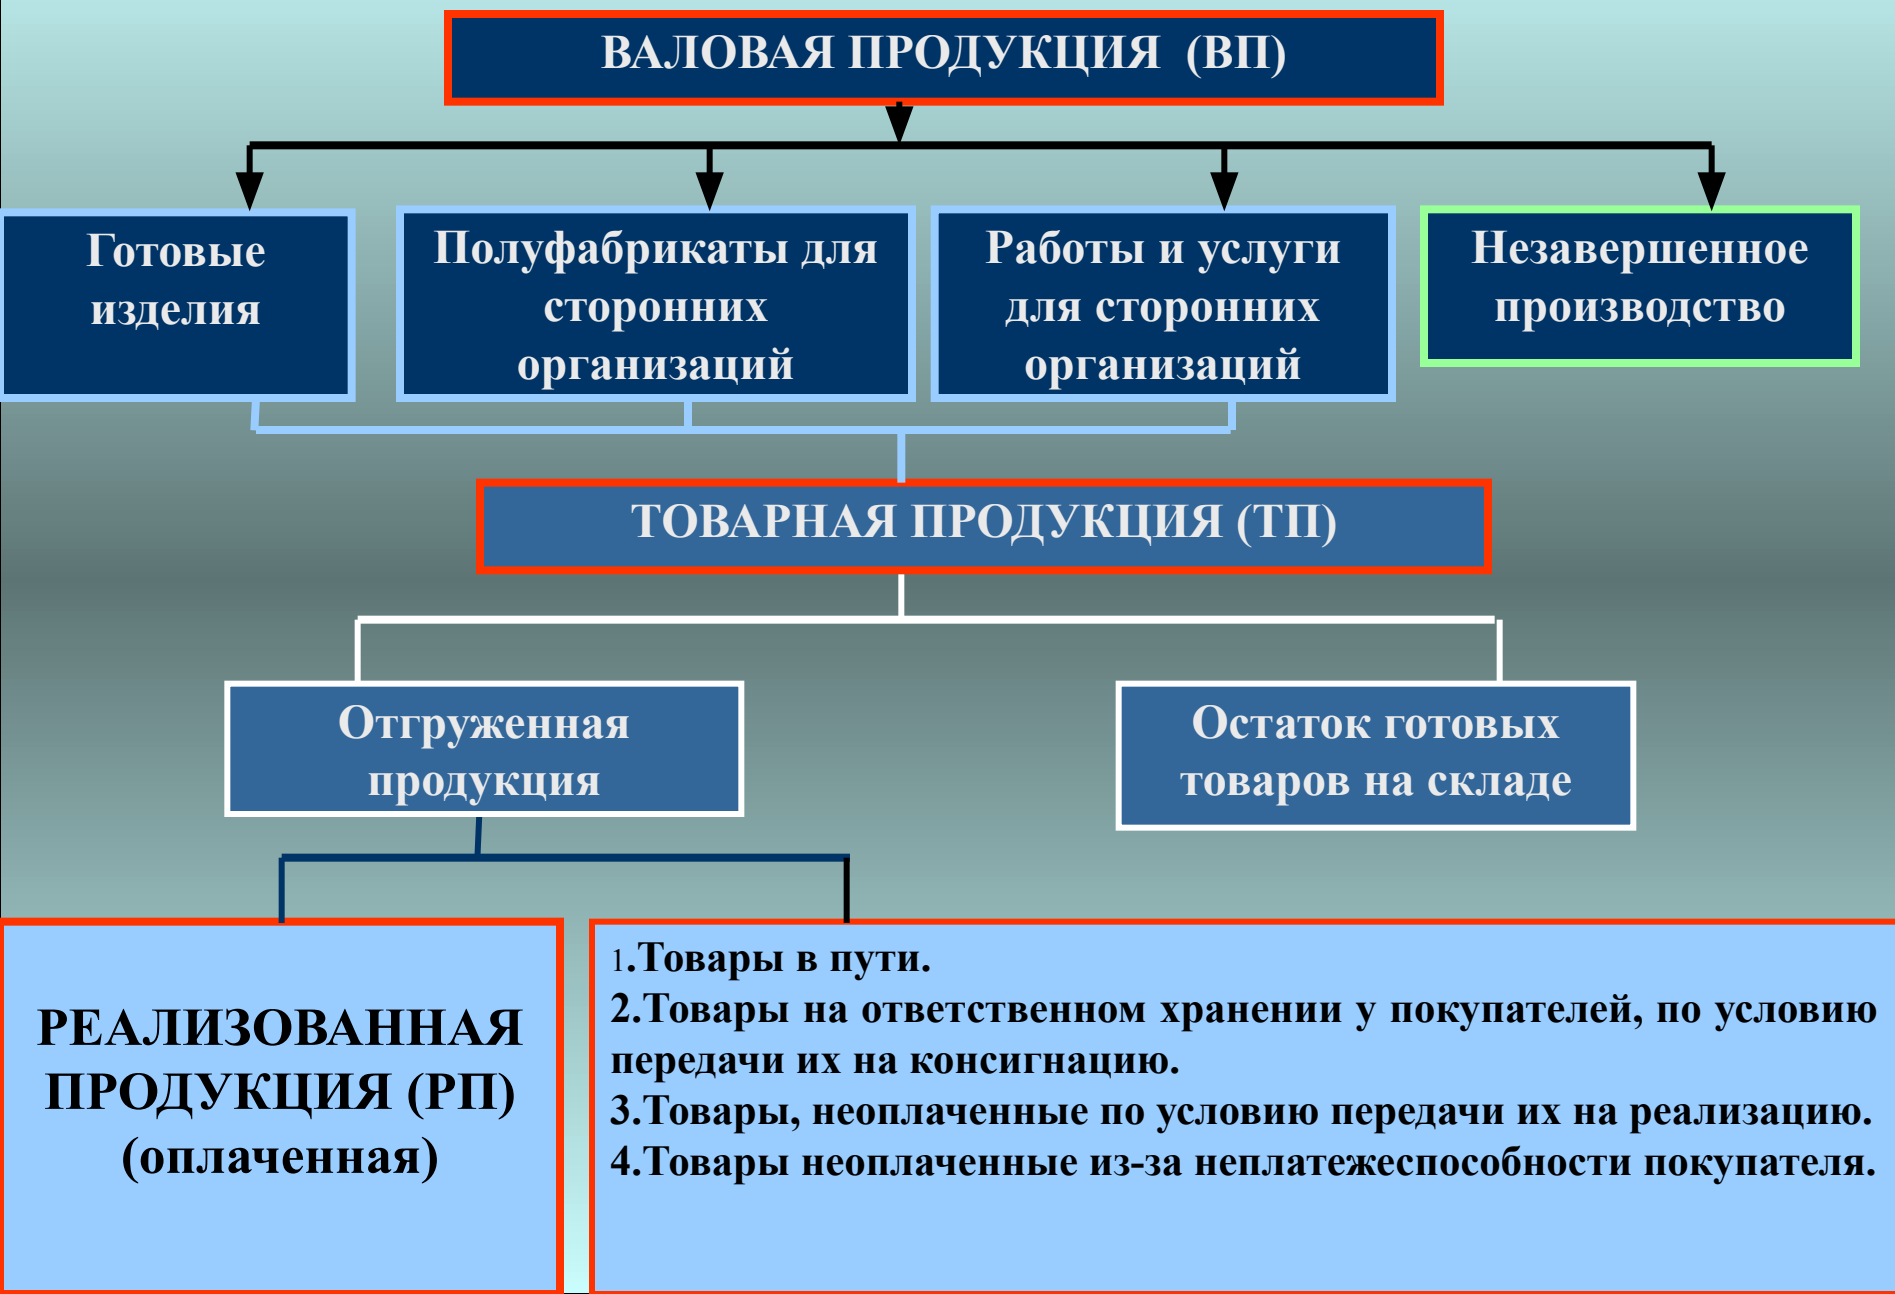 ВАЛОВАЯ ПРОДУКЦИЯ (ВП)
Готовые
изделия
Полуфабрикаты для
сторонних
организаций
Работы и услуги
для сторонних
организаций
Незавершенное
производство
ТОВАРНАЯ ПРОДУКЦИЯ (ТП)
Отгруженная
продукция
Остаток готовых
товаров на складе
РЕАЛИЗОВАННАЯ
ПРОДУКЦИЯ (РП)
(оплаченная)
1.Товары в пути.
2.Товары на ответственном хранении у покупателей, по условию
передачи их на консигнацию.
3.Товары, неоплаченные по условию передачи их на реализацию.
4.Товары неоплаченные из-за неплатежеспособности покупателя.